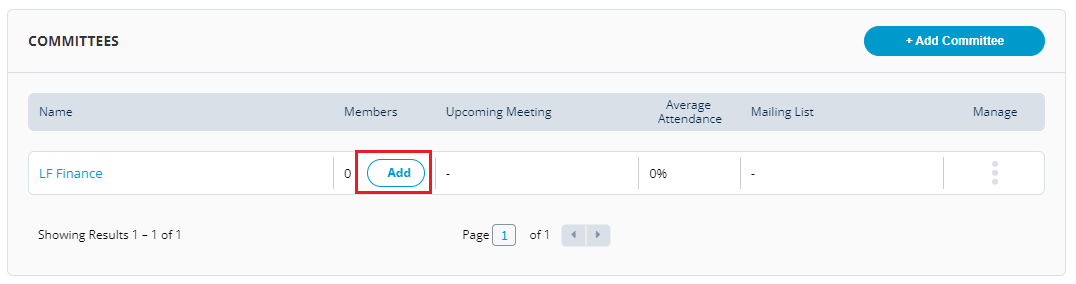 COMMITTEES
+ Add Committee
Name Members Upcoming Meeting Average Attendance Mailing List Manage
LF Finance 0 Add - 0% -
Showing Results 1 – 1 of 1 Page 1 of 1